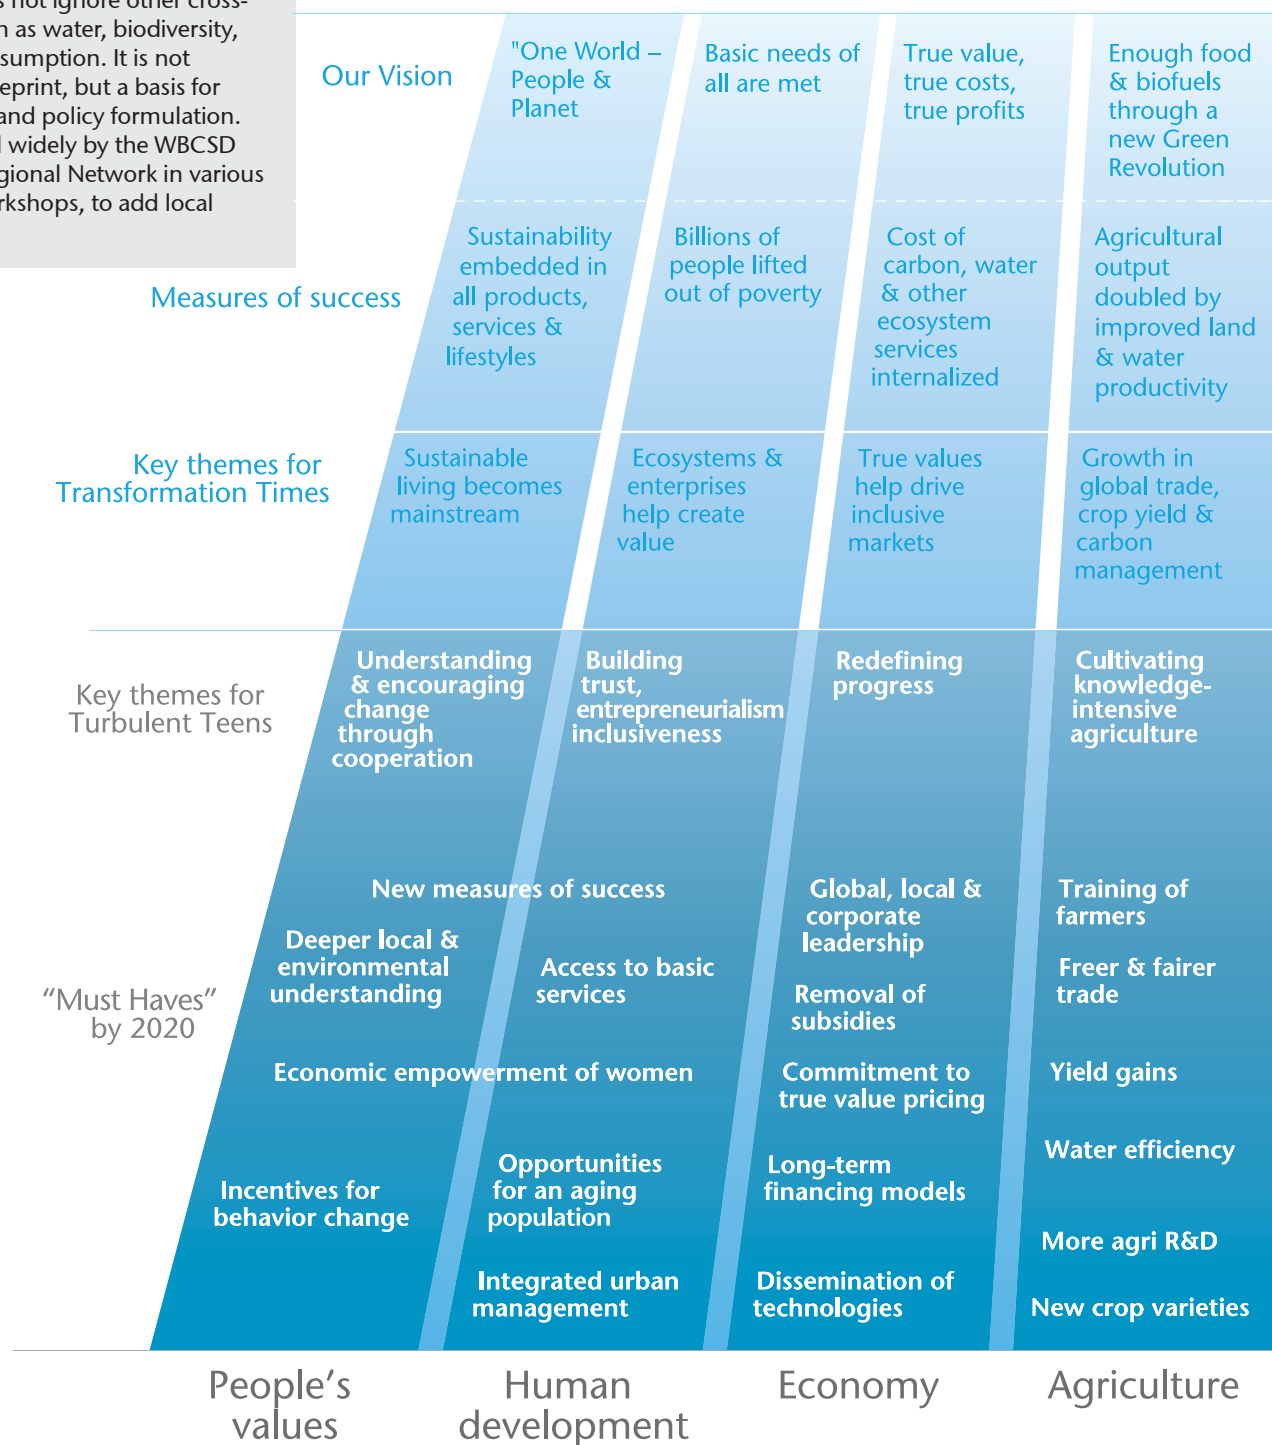 s not ignore other cross-
n as water, biodiversity,
sumption. It is not
eprint, but a basis for
and policy formulation.
d widely by the WBCSD
egional Network in various
rkshops, to add local
Our Vision
"One World –
People &
Planet
Basic needs of
all are met
True value,
true costs,
true profits
Enough food
& biofuels
through a
new Green
Revolution
Measures of success
Sustainability
embedded in
all products,
services &
lifestyles
Billions of
people lifted
out of poverty
Cost of
carbon, water
& other
ecosystem
services
internalized
Agricultural
output
doubled by
improved land
& water
productivity
Key themes for
Transformation Times
Sustainable
living becomes
mainstream
Ecosystems &
enterprises
help create
value
True values
help drive
inclusive
markets
Growth in
global trade,
crop yield &
carbon
management
Key themes for
Turbulent Teens
Understanding
& encouraging
change
through
cooperation
Building
trust,
entrepreneurialism
inclusiveness
Redefining
progress
Cultivating
knowledge-
intensive
agriculture
“Must Haves”
by 2020
New measures of success
Deeper local &
environmental
understanding
Access to basic
services
Economic empowerment of women
Incentives for
behavior change
Opportunities
for an aging
population
Integrated urban
management
Global, local &
corporate
leadership
Removal of
subsidies
Commitment to
true value pricing
Long-term
financing models
Dissemination of
technologies
Training of
farmers
Freer & fairer
trade
Yield gains
Water efficiency
More agri R&D
New crop varieties
People’s
values
Human
development
Economy
Agriculture